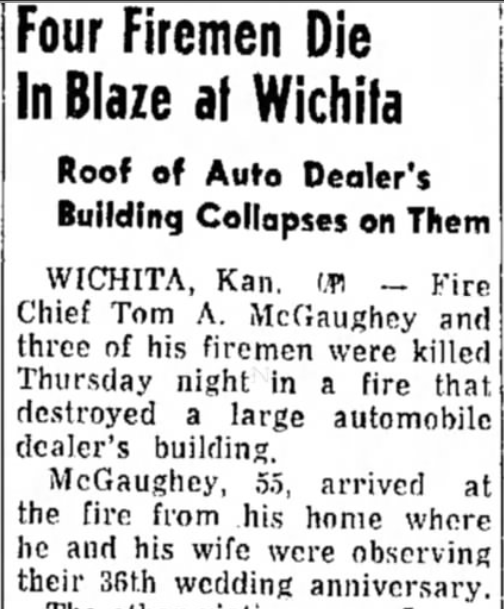 Four Firemen Die
In Blaze at Wichita
Roof of Auto Dealer's
Building Collapses on Them
WICHITA, Kan. (AP) — Fire
Chief Tom A. McGaughey and
three of his firemen were killed
Thursday night in a fire that
destroyed a large automobile
dealer's building.
McGaughey, 55, arrived at
the fire from his home where
he and his wife were observing
their 36th wedding anniversary.